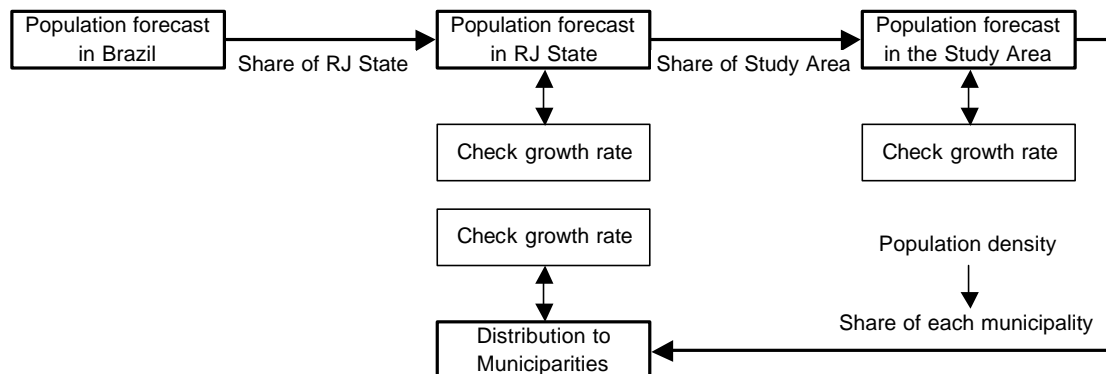 Population forecast
in Brazil
Share of RJ State
Population forecast
in RJ State
Share of Study Area
Population forecast
in the Study Area
Check growth rate
Check growth rate
Check growth rate
Population density
Share of each municipality
Distribution to
Municiparities